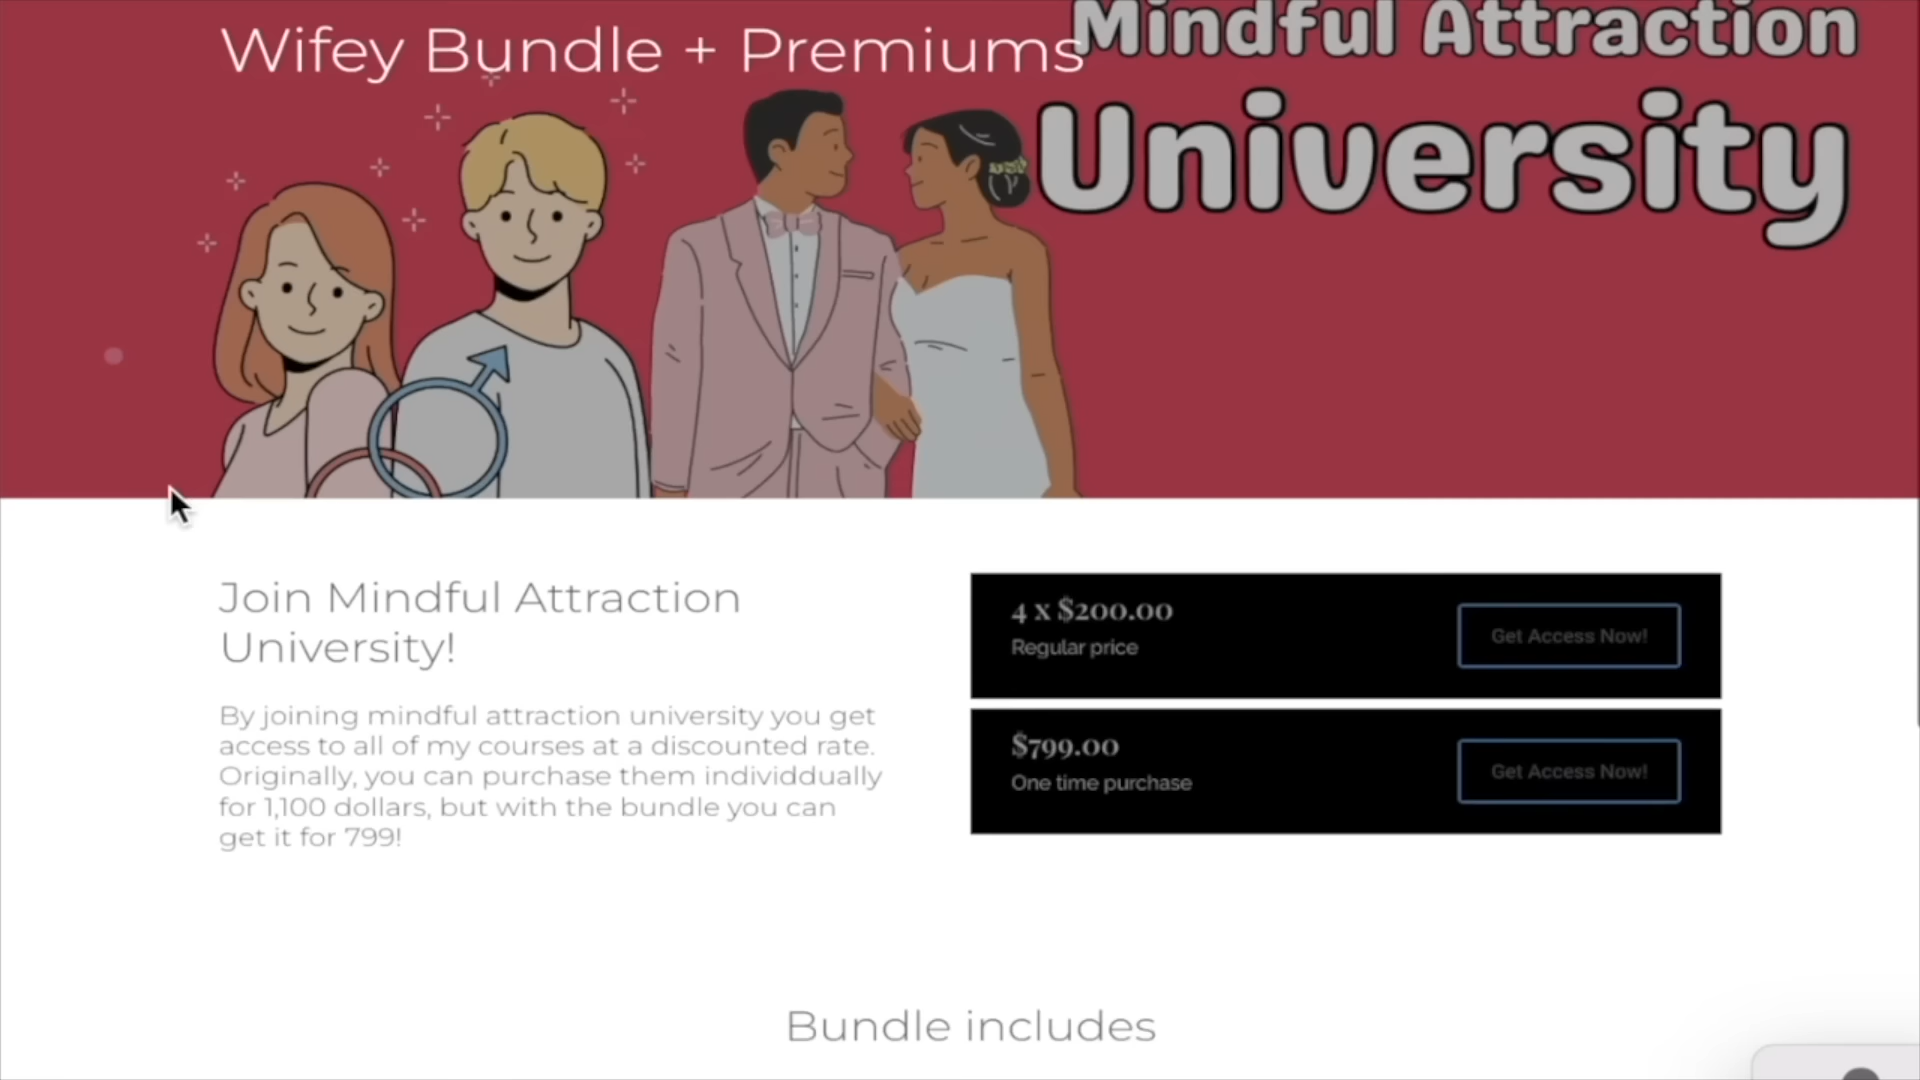 Wifey Bundle + Premiums
Mindful Attraction
University
Join Mindful Attraction
University!
By joining mindful attraction university you get
access to all of my courses at a discounted rate.
Originally, you can purchase them individdually
for 1,100 dollars, but with the bundle you can
get it for 799!
4 x $200.00
Regular price
Get Access Now!
$799.00
One time purchase
Get Access Now!
Bundle includes